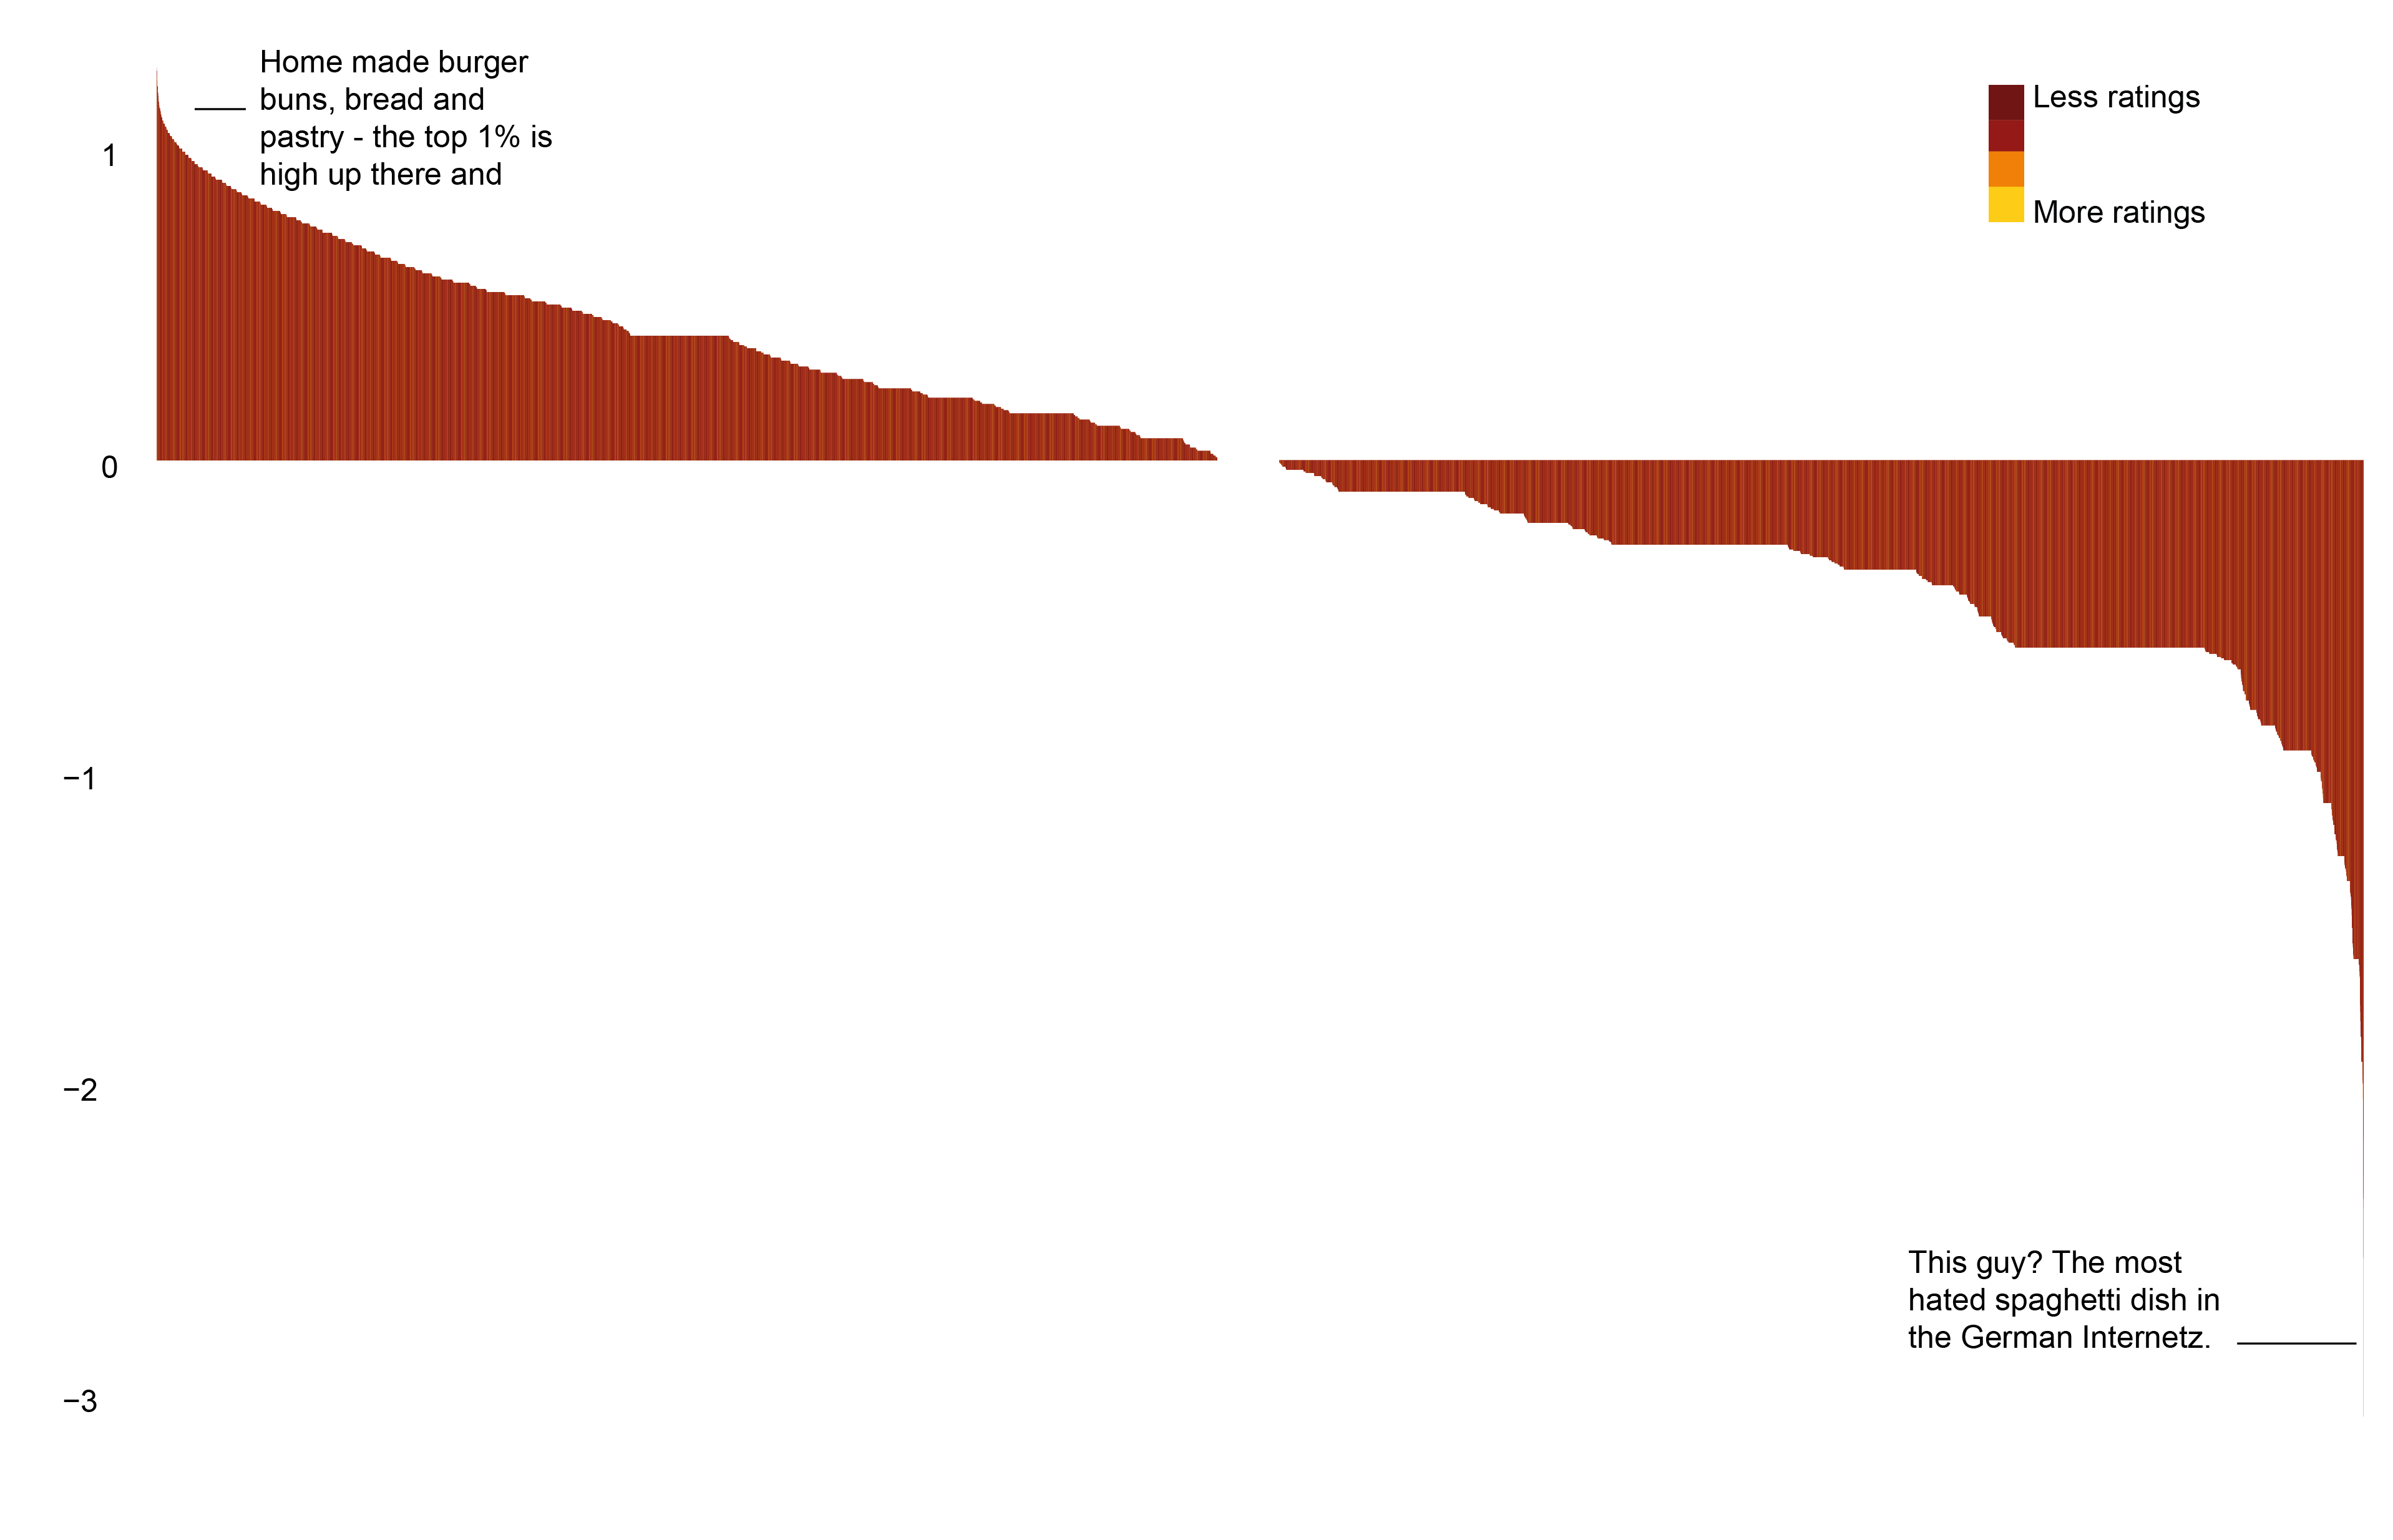 Home made burger
buns, bread and
pastry - the top 1% is
high up there and
Less ratings
More ratings
1
0
−1
−2
−3
This guy? The most
hated spaghetti dish in
the German Internetz.